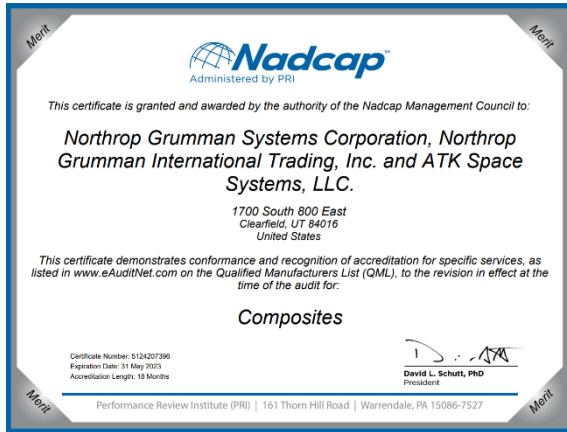 Merit
Merit
Nadcap
Administered by PRI
This certificate is granted and awarded by the authority of the Nadcap Management Council to:
Northrop Grumman Systems Corporation, Northrop
Grumman International Trading, Inc. and ATK Space
Systems, LLC.
1700 South 800 East
Clearfield, UT 84016
United States
This certificate demonstrates conformance and recognition of accreditation for specific services, as
listed in www.eAuditNet.com on the Qualified Manufacturers List (QML), to the revision in effect at the
time of the audit for:
Composites
Certificate Number: 5124207396
Expiration Date: 31 May 2023
Accreditation Length: 18 Months
David L. Schutt, PhD
President
Merit
Merit
Performance Review Institute (PRI) | 161 Thorn Hill Road | Warrendale, PA 15086-7527